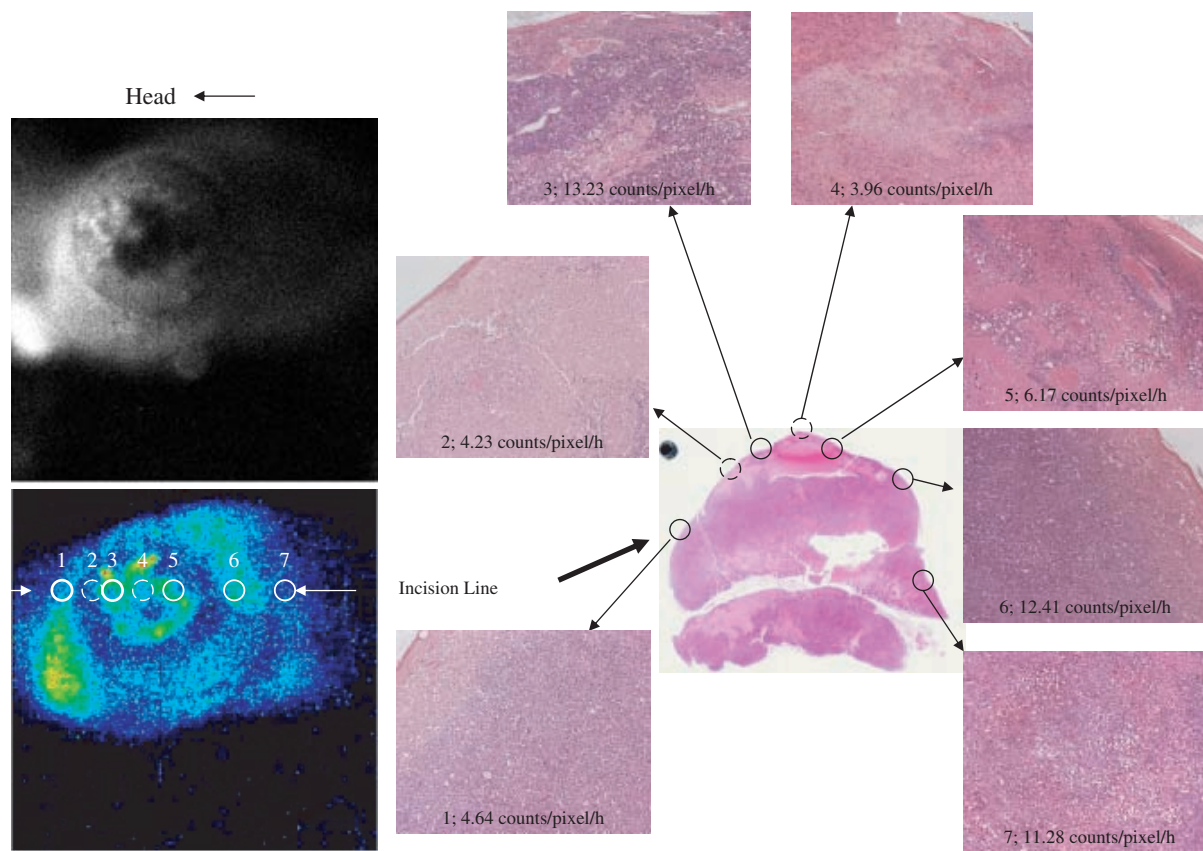 Head
3; 13.23 counts/pixel/h
4; 3.96 counts/pixel/h
2; 4.23 counts/pixel/h
5; 6.17 counts/pixel/h
1 2 3 4 5 6 7
Incision Line
6; 12.41 counts/pixel/h
1; 4.64 counts/pixel/h
7; 11.28 counts/pixel/h